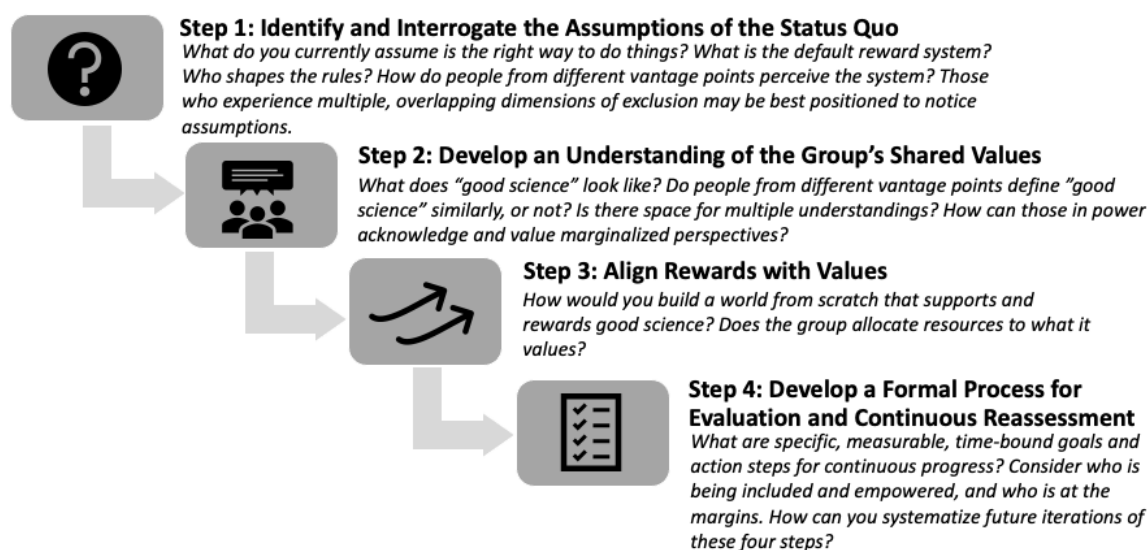 Step 1: Identify and Interrogate the Assumptions of the Status Quo
What do you currently assume is the right way to do things? What is the default reward system?
Who shapes the rules? How do people from different vantage points perceive the system? Those
who experience multiple, overlapping dimensions of exclusion may be best positioned to notice
assumptions.
Step 2: Develop an Understanding of the Group’s Shared Values
What does “good science” look like? Do people from different vantage points define ”good
science” similarly, or not? Is there space for multiple understandings? How can those in power
acknowledge and value marginalized perspectives?
Step 3: Align Rewards with Values
How would you build a world from scratch that supports and
rewards good science? Does the group allocate resources to what it
values?
Step 4: Develop a Formal Process for
Evaluation and Continuous Reassessment
What are specific, measurable, time-bound goals and
action steps for continuous progress? Consider who is
being included and empowered, and who is at the
margins. How can you systematize future iterations of
these four steps?